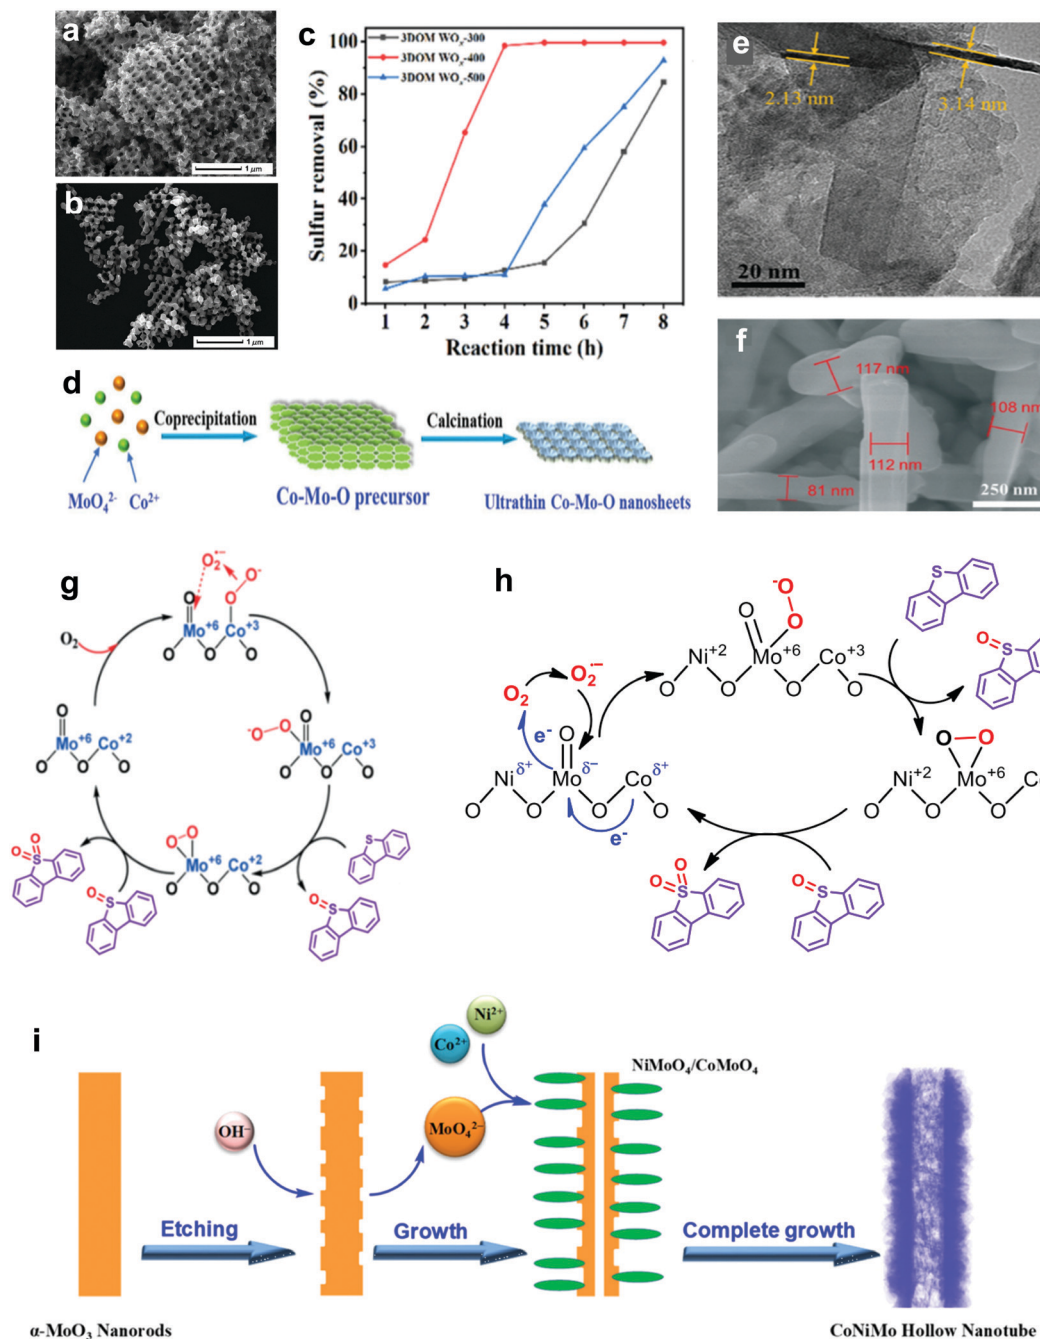 a
1 μm
b
1 μm
c
3DOM WOₓ-300
3DOM WOₓ-400
3DOM WOₓ-500
Sulfur removal (%)
100
80
60
40
20
0
1 2 3 4 5 6 7 8
Reaction time (h)
e
2.13 nm
3.14 nm
20 nm
f
117 nm
108 nm
112 nm
81 nm
250 nm
d
Coprecipitation
Calcination
MoO₄²⁻ Co²⁺
Co-Mo-O precursor
Ultrathin Co-Mo-O nanosheets
g
O₂•−
O⁻
O
O
Mo⁺⁶ Co⁺³
O O O
O₂
O
Mo⁺⁶ Co⁺²
O O O
⁻O O
O
Mo⁺⁶ Co⁺³
O O O
O O
Mo⁺⁶ Co⁺²
O O O
S
O S
O S
O O S
h
⁻O
O
O
Ni⁺² Mo⁺⁶ Co⁺³
O O O O
S
O S
O₂ O₂•−
e⁻
O
Niδ⁺ Moδ⁻ Coδ⁺
O O O O
e⁻
O O
Ni⁺² Mo⁺⁶ Co
O O O
O O S
O S
i
Ni²⁺
Co²⁺
NiMoO₄/CoMoO₄
OH⁻
MoO₄²⁻
Etching
Growth
Complete growth
α-MoO₃ Nanorods
CoNiMo Hollow Nanotube